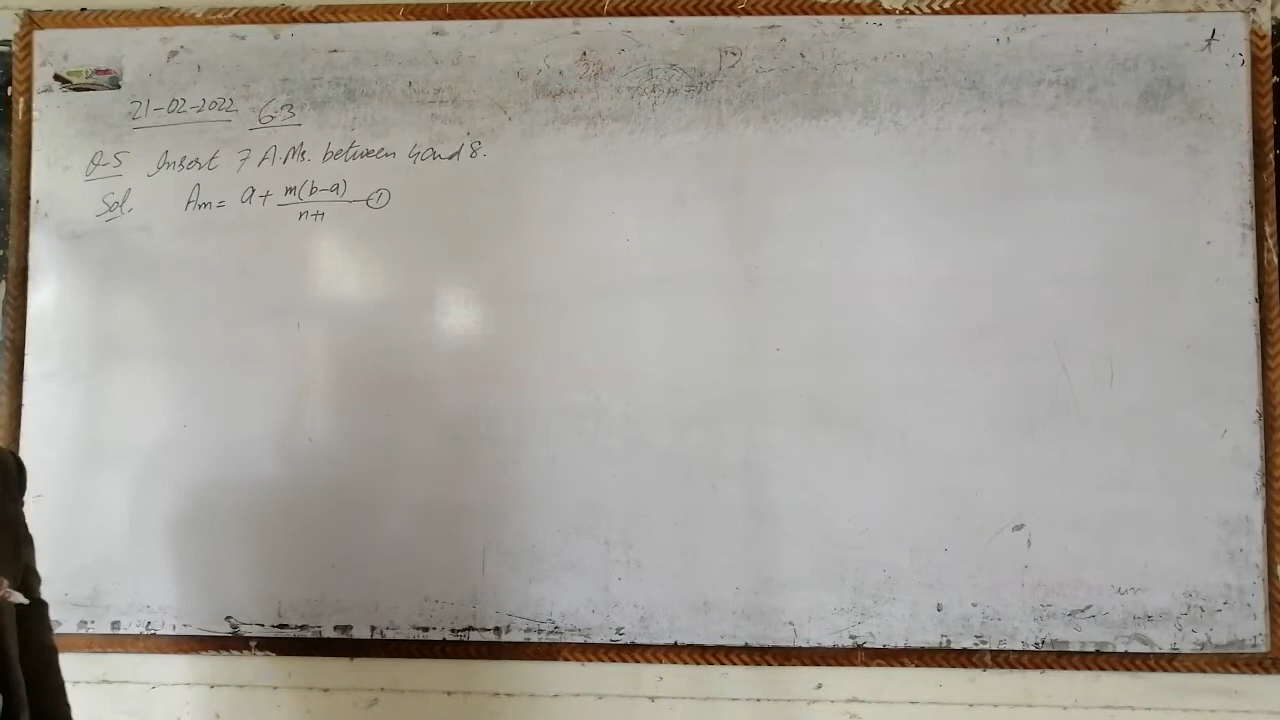 21-02-2022 6.3
Q-5 Insert 7 A.Ms. between 4 and 8.
Sol. Am = a + m(b-a)/n+1 — ①